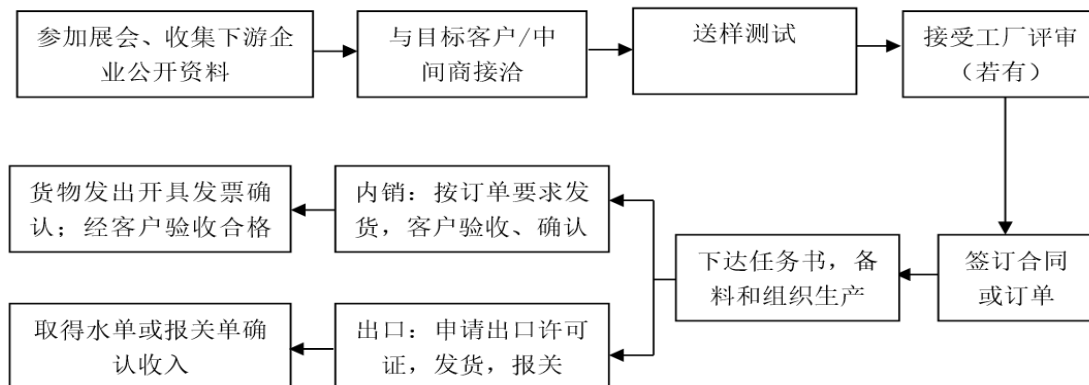 参加展会、收集下游企
业公开资料
与目标客户/中
间商接洽
送样测试
接受工厂评审
（若有）
签订合同
或订单
下达任务书，备
料和组织生产
内销：按订单要求发
货，客户验收、确认
货物发出开具发票确
认；经客户验收合格
出口：申请出口许可
证，发货，报关
取得水单或报关单确
认收入